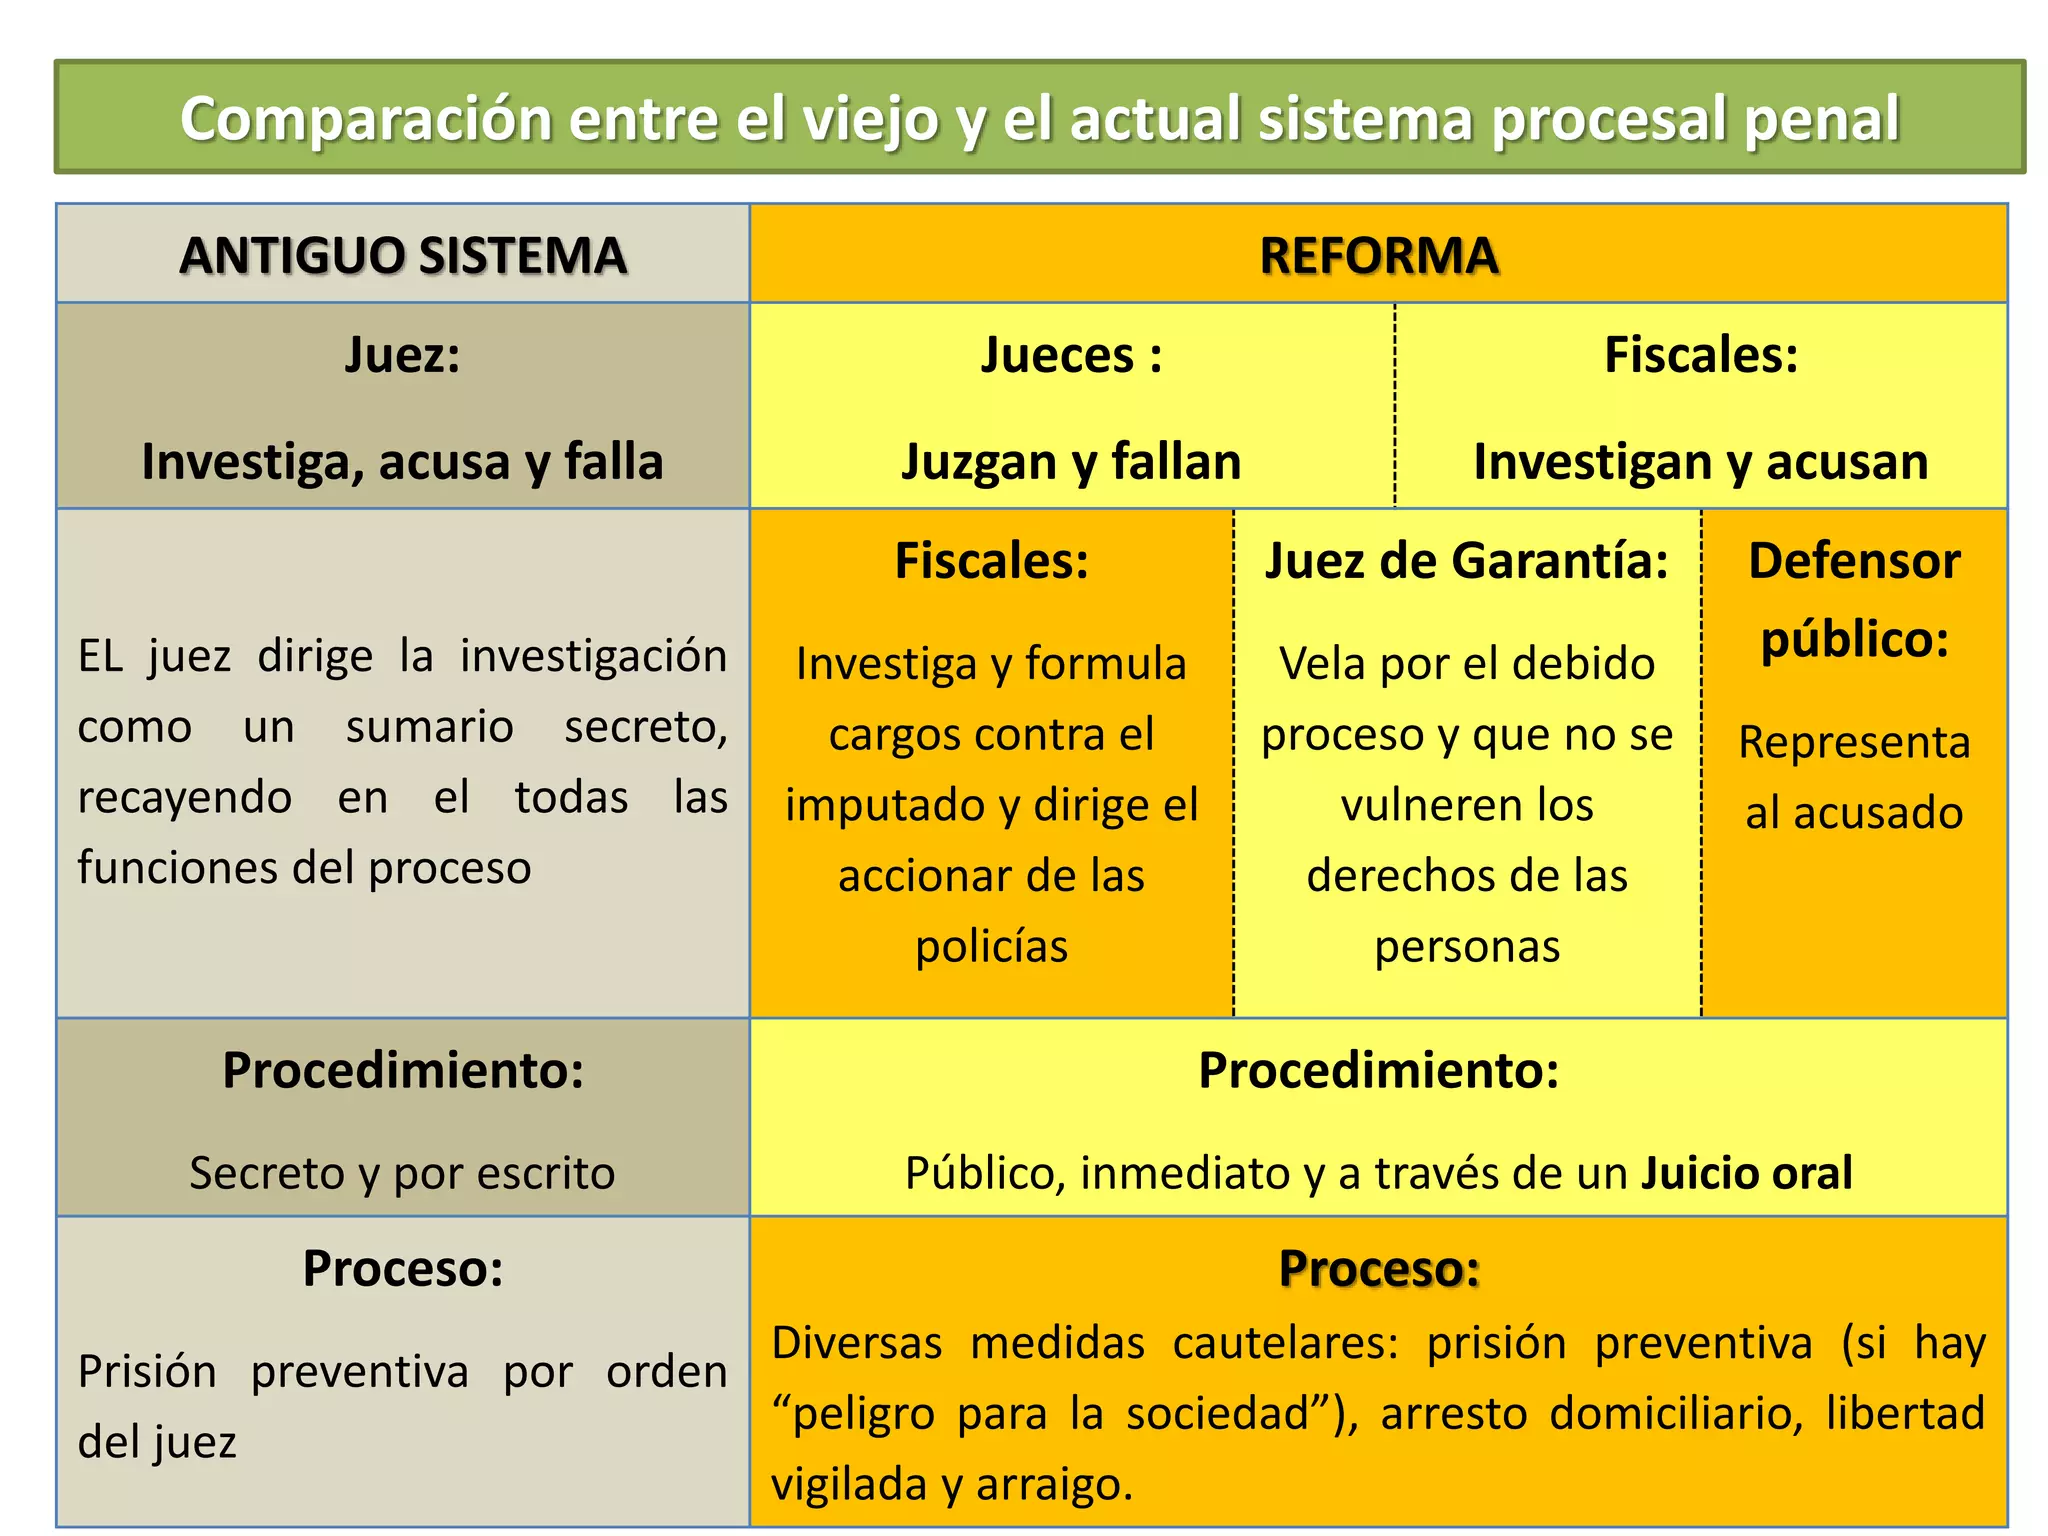 Comparación entre el viejo y el actual sistema procesal penal
ANTIGUO SISTEMA
REFORMA
Juez:
Investiga, acusa y falla
Jueces :
Juzgan y fallan
Fiscales:
Investigan y acusan
EL juez dirige la investigación
como un sumario secreto,
recayendo en el todas las
funciones del proceso
Fiscales:
Investiga y formula
cargos contra el
imputado y dirige el
accionar de las
policías
Juez de Garantía:
Vela por el debido
proceso y que no se
vulneren los
derechos de las
personas
Defensor
público:
Representa
al acusado
Procedimiento:
Secreto y por escrito
Procedimiento:
Público, inmediato y a través de un Juicio oral
Proceso:
Prisión preventiva por orden
del juez
Proceso:
Diversas medidas cautelares: prisión preventiva (si hay
“peligro para la sociedad”), arresto domiciliario, libertad
vigilada y arraigo.